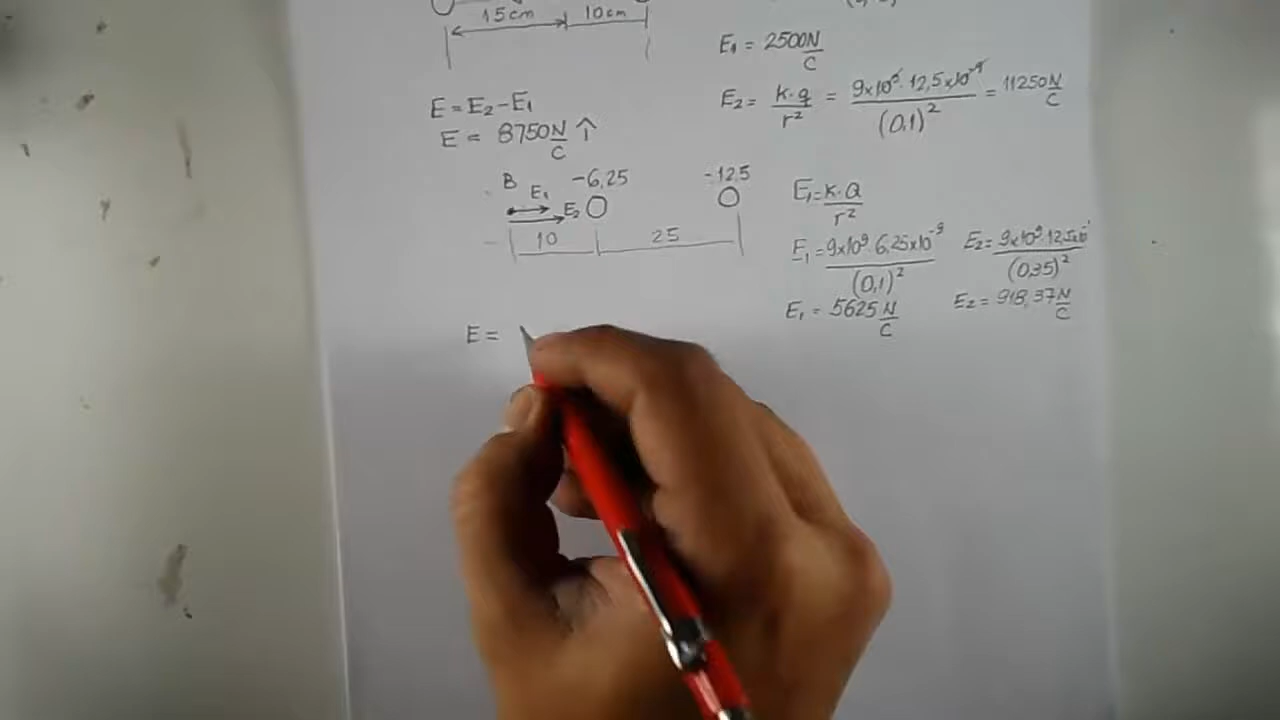 15cm 10cm
E₁ = 2500N/C
E = E₂ - E₁
E₂ = K·q/r² = 9x10⁹·12,5x10⁻⁹/(0,1)² = 11250N/C
E = 8750N/C ↑
B E₁ E₂ -6,25 -12,5
10 25
E₁ = K·Q/r²
E₁ = 9x10⁹·6,25x10⁻⁹/(0,1)²
E₂ = 9x10⁹·12,5x10⁻/(0,35)²
E₁ = 5625N/C
E₂ = 918,37N/C
E =